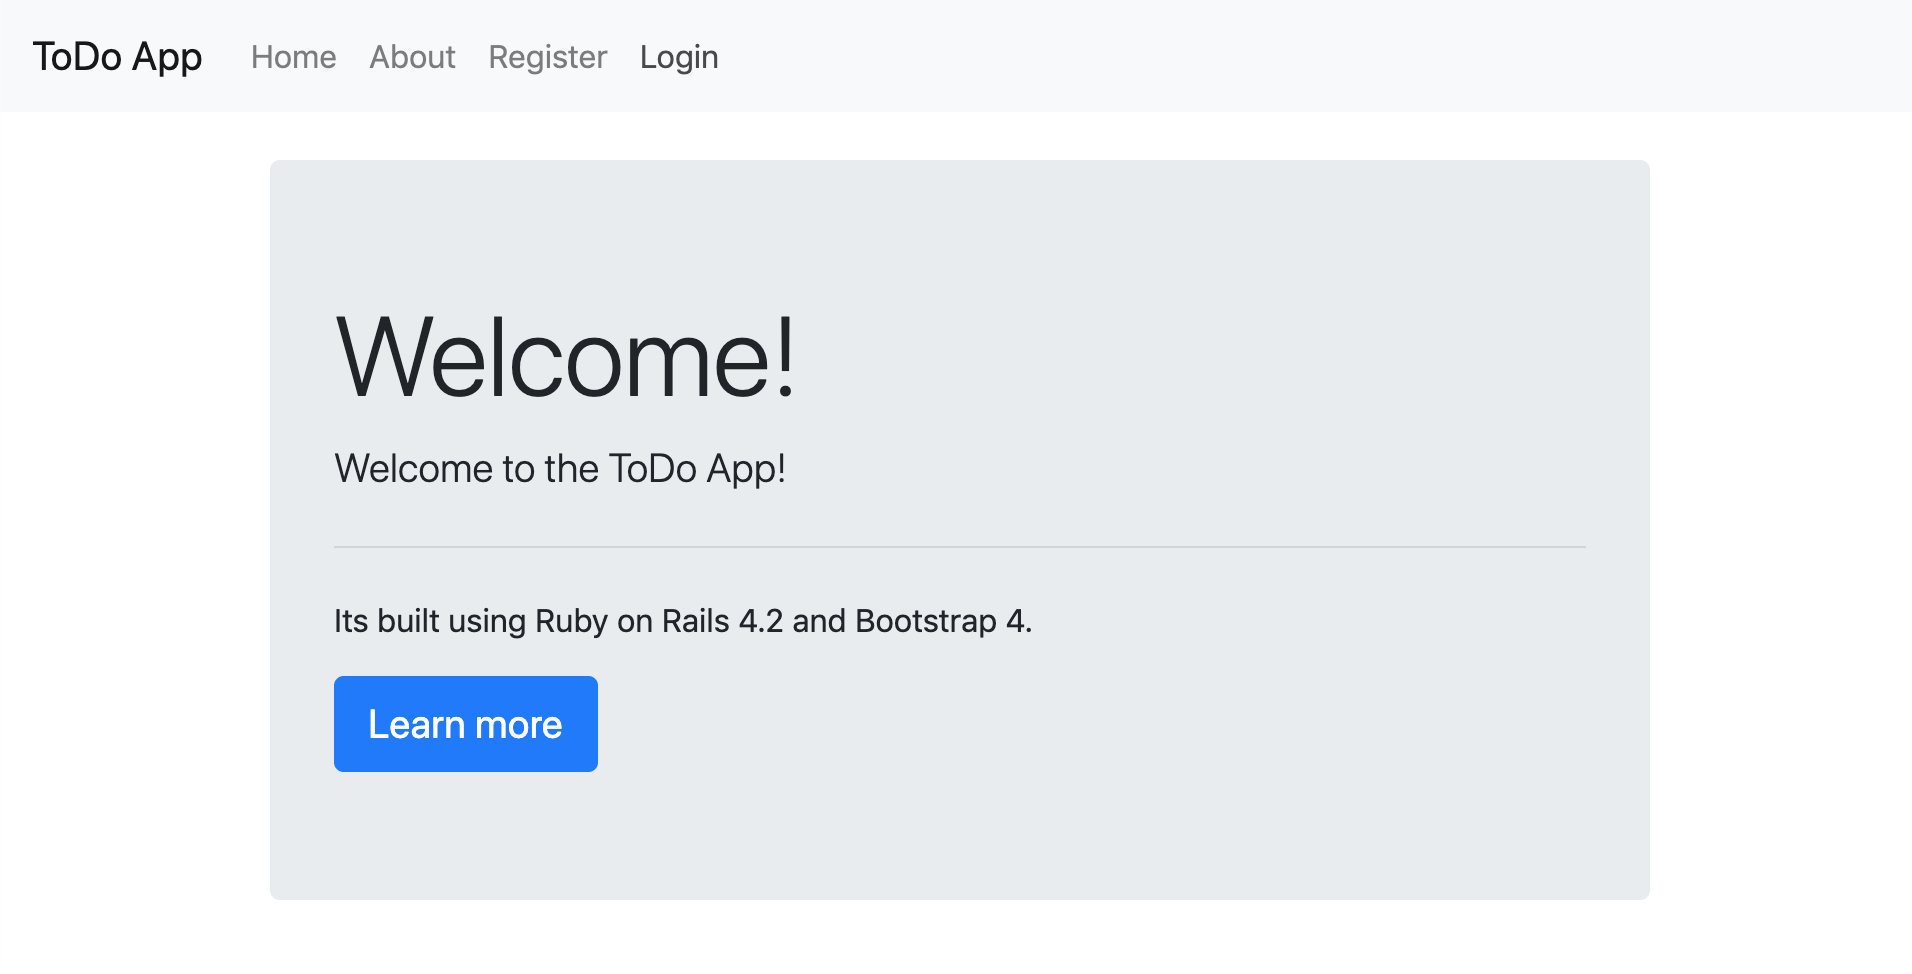 ToDo App Home About Register Login
Welcome!
Welcome to the ToDo App!
Its built using Ruby on Rails 4.2 and Bootstrap 4.
Learn more